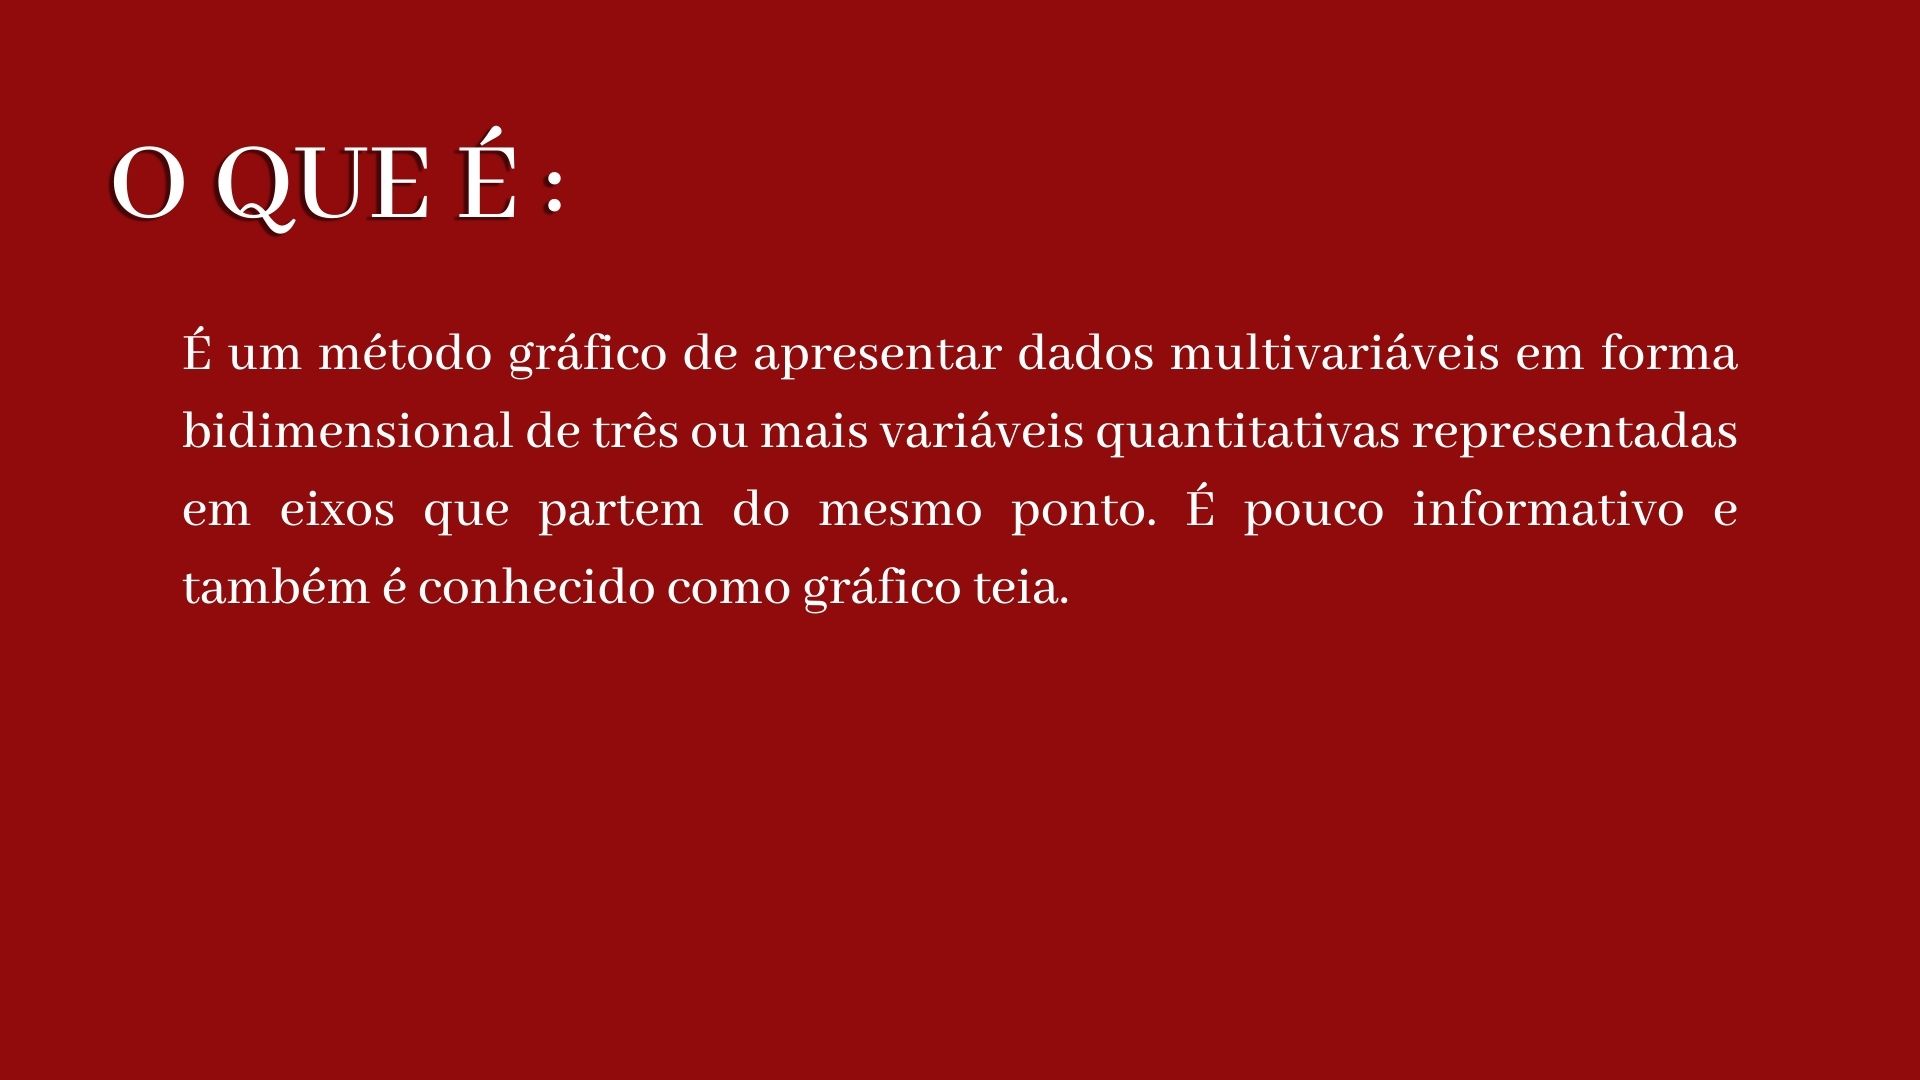 O QUE É :
É um método gráfico de apresentar dados multivariáveis em forma
bidimensional de três ou mais variáveis quantitativas representadas
em eixos que partem do mesmo ponto. É pouco informativo e
também é conhecido como gráfico teia.